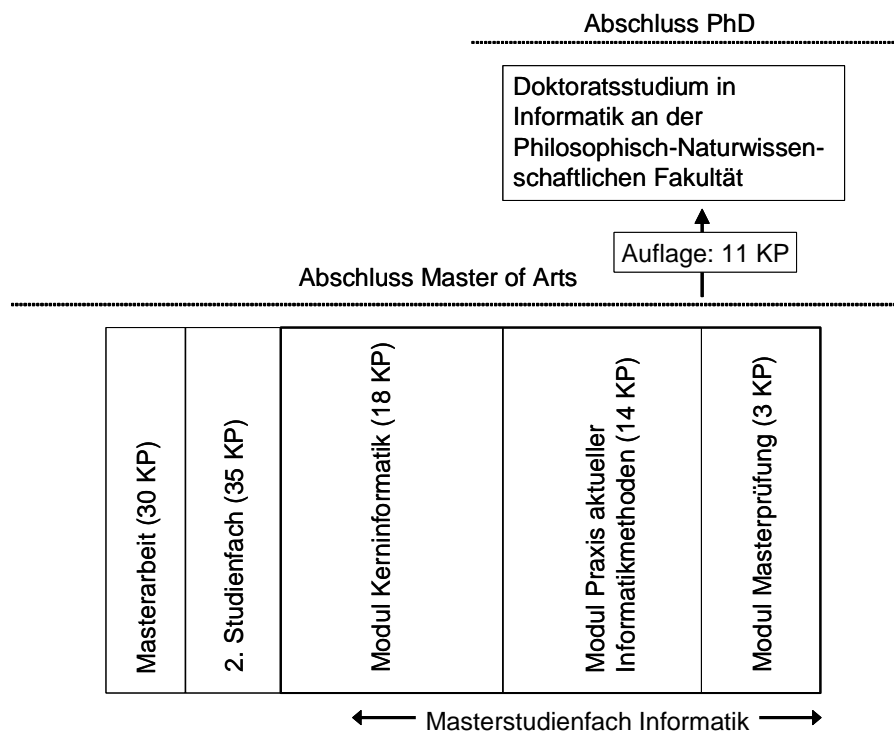 Abschluss PhD
Doktoratsstudium in
Informatik an der
Philosophisch-Naturwissen-
schaftlichen Fakultät
Auflage: 11 KP
Abschluss Master of Arts
Masterarbeit (30 KP)
2. Studienfach (35 KP)
Modul Kerninformatik (18 KP)
Modul Praxis aktueller
Informatikmethoden (14 KP)
Modul Masterprüfung (3 KP)
Masterstudienfach Informatik